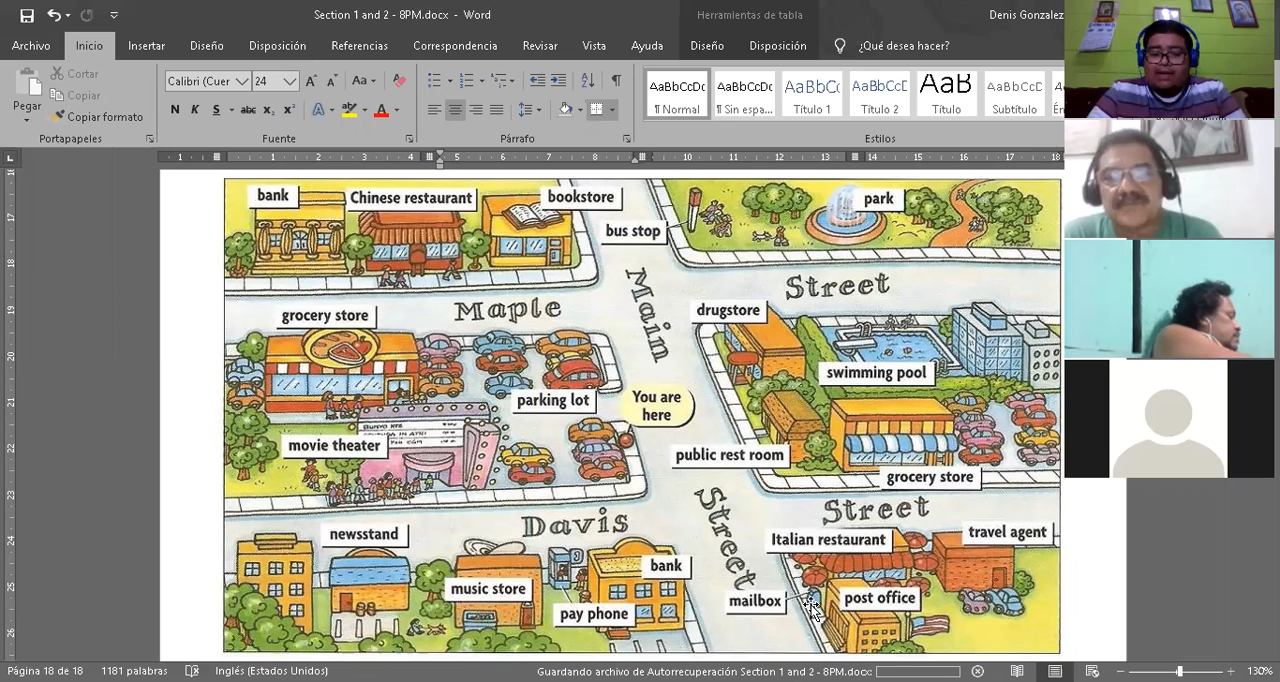 Section 1 and 2 - 8PM.docx - Word
Herramientas de tabla
Denis Gonzalez
Archivo
Inicio
Insertar
Diseño
Disposición
Referencias
Correspondencia
Revisar
Vista
Ayuda
Diseño
Disposición
¿Qué desea hacer?
Pegar
Cortar
Copiar
Copiar formato
Portapapeles
Calibri (Cuer
24
Fuente
Párrafo
AaBbCcDc
¶ Normal
AaBbCcDc
¶ Sin espa...
AaBbCc
Título 1
AaBbCcD
Título 2
AaB
Título
AaBbCcD
Subtítulo
Estilos
bank
Chinese restaurant
bookstore
bus stop
park
Maple
Main
Street
grocery store
drugstore
swimming pool
parking lot
You are
here
movie theater
public rest room
grocery store
Davis
Street
Street
newsstand
Italian restaurant
travel agent
bank
music store
pay phone
mailbox
post office
Página 18 de 18
1181 palabras
Inglés (Estados Unidos)
Guardando archivo de Autorrecuperación Section 1 and 2 - 8PM.docx:
130%